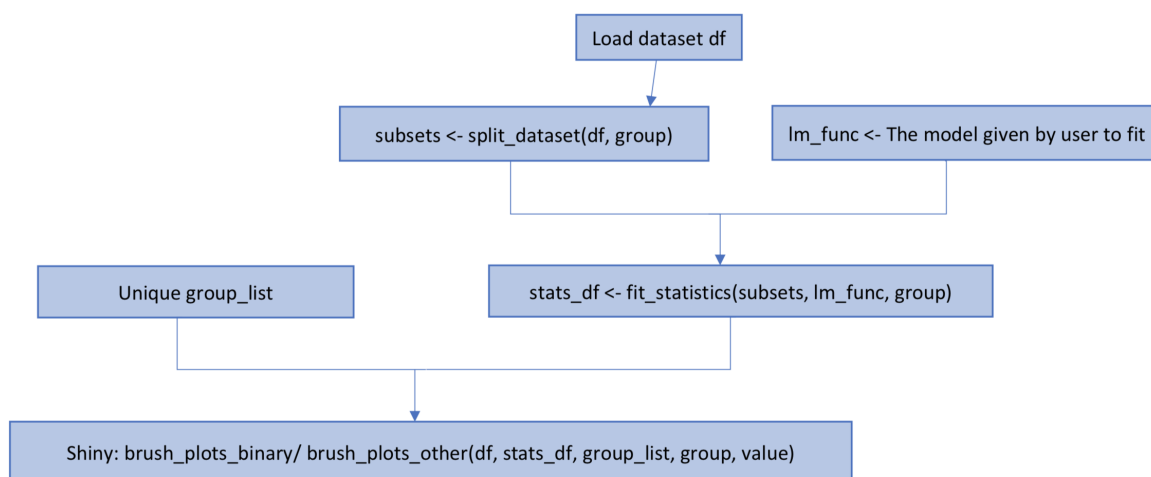 Load dataset df
subsets <- split_dataset(df, group)
lm_func <- The model given by user to fit
Unique group_list
stats_df <- fit_statistics(subsets, lm_func, group)
Shiny: brush_plots_binary/ brush_plots_other(df, stats_df, group_list, group, value)